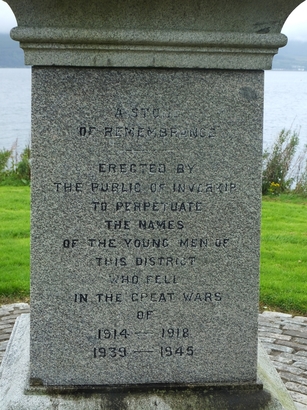 A STONE
OF REMEMBRANCE
ERECTED BY
THE PUBLIC OF INVERKIP
TO PERPETUATE
THE NAMES
OF THE YOUNG MEN OF
THIS DISTRICT
WHO FELL
IN THE GREAT WARS
OF
1914 — 1918
1939 — 1945